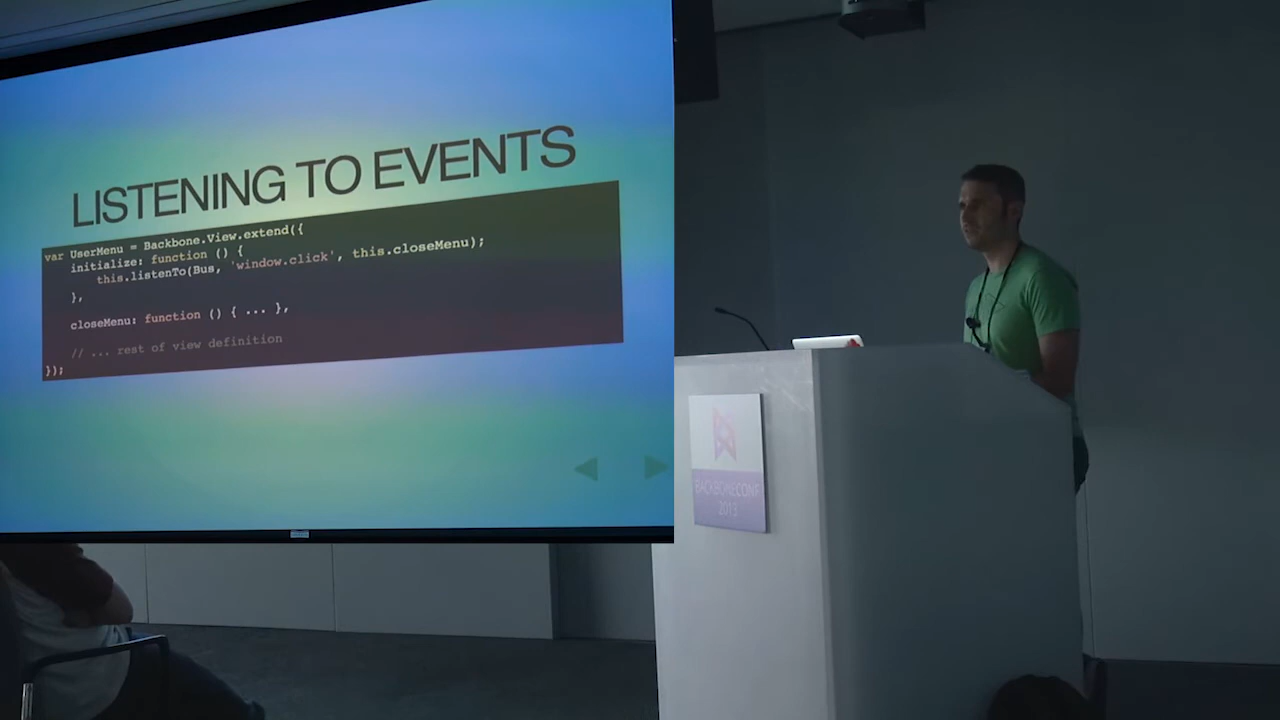 LISTENING TO EVENTS
var UserMenu = Backbone.View.extend({
initialize: function () {
this.listenTo(Bus, 'window.click', this.closeMenu);
},
closeMenu: function () { ... },
// ... rest of view definition
});
BACKBONECONF
2013